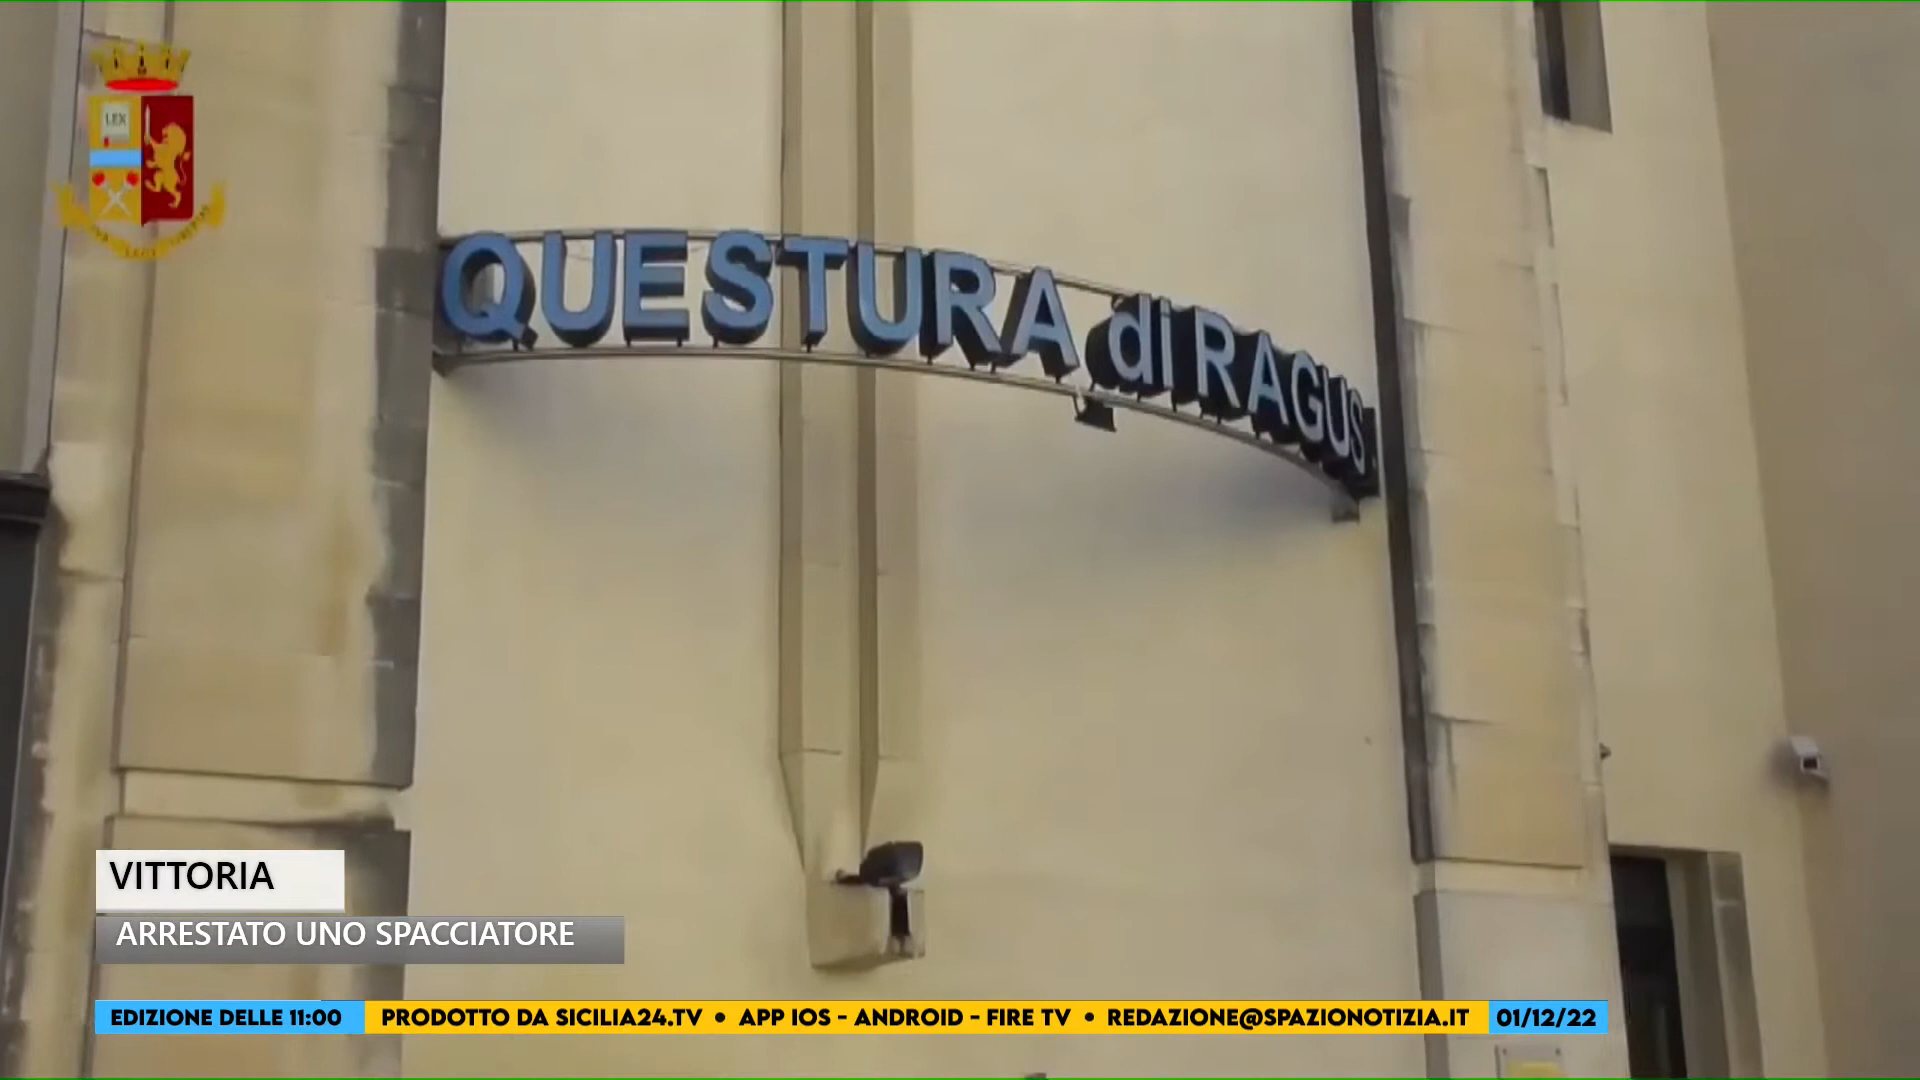 LEX
QUESTURA di RAGUS
VITTORIA
ARRESTATO UNO SPACCIATORE
EDIZIONE DELLE 11:00 PRODOTTO DA SICILIA24.TV • APP IOS - ANDROID - FIRE TV • REDAZIONE@SPAZIONOTIZIA.IT 01/12/22